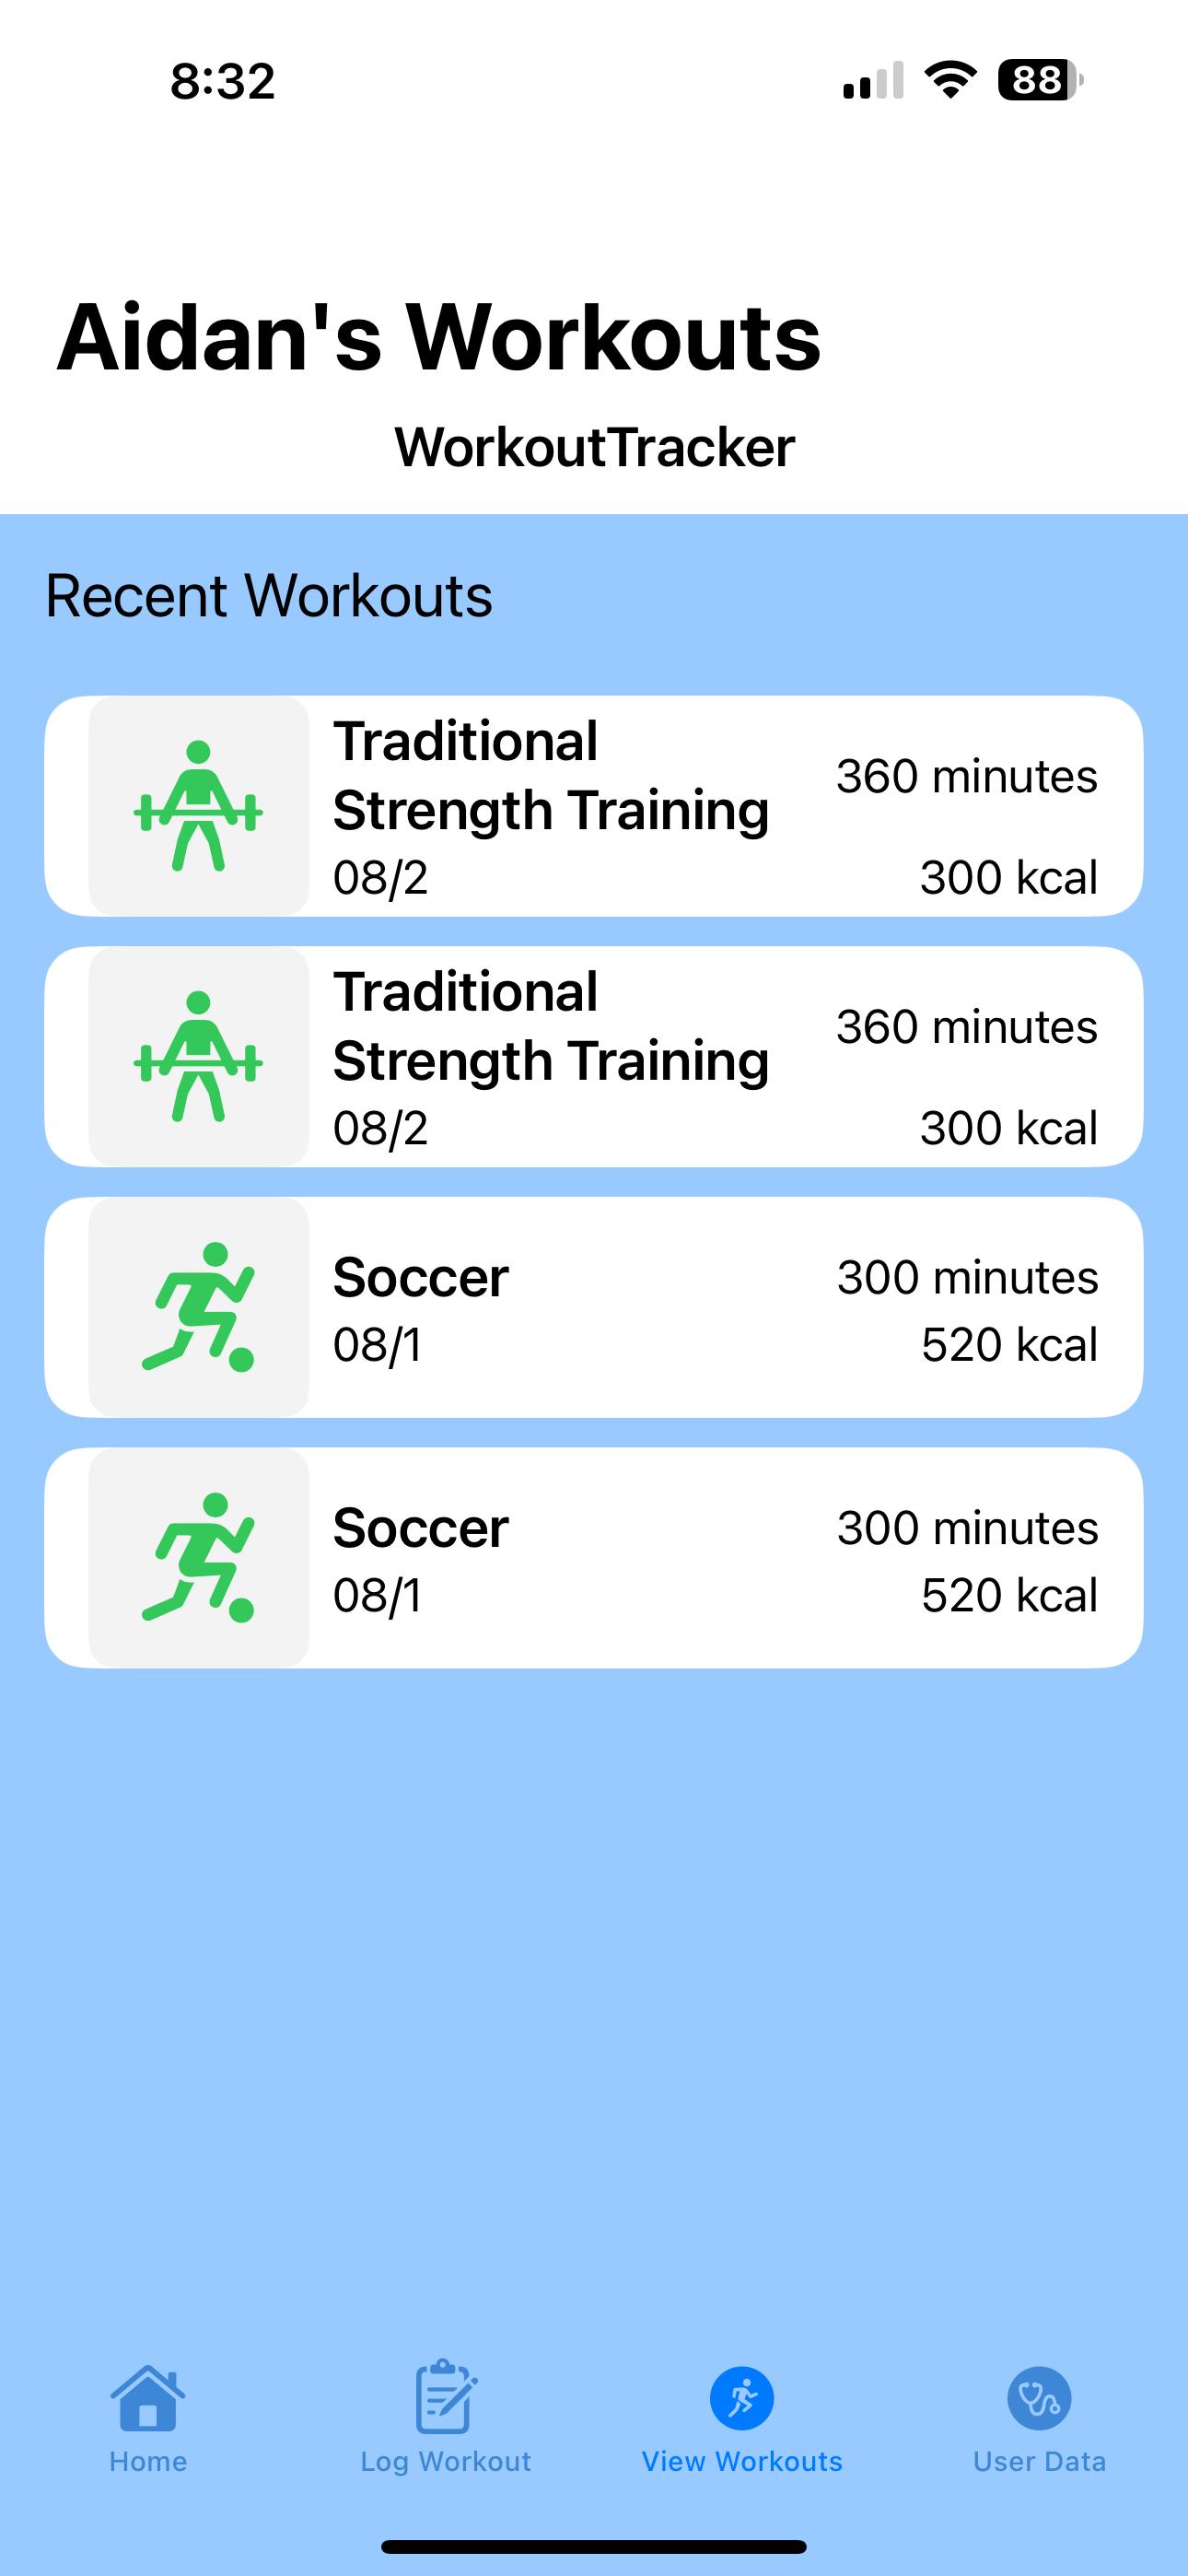 8:32
88
Aidan's Workouts
WorkoutTracker
Recent Workouts
Traditional
Strength Training
360 minutes
08/2
300 kcal
Traditional
Strength Training
360 minutes
08/2
300 kcal
Soccer
300 minutes
08/1
520 kcal
Soccer
300 minutes
08/1
520 kcal
Home
Log Workout
View Workouts
User Data